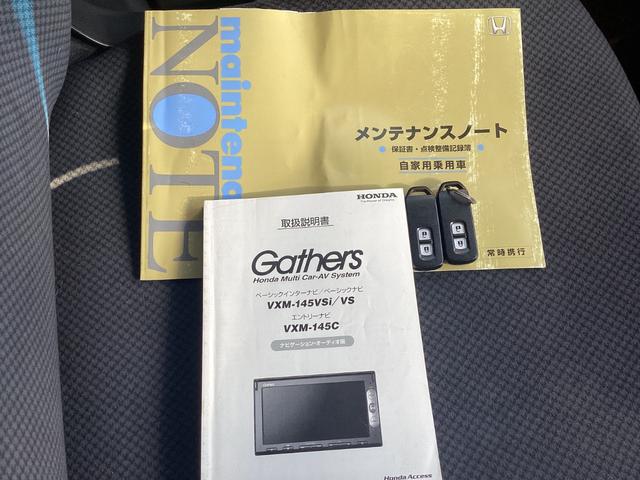 maintenance
NOTE
メンテナンスノート
保証書・点検整備記録簿
自家用乗用車
常時携行
HONDA
The Power of Dreams
取扱説明書
Gathers
Honda Multi Car-AV System
ベーシックインターナビ/ベーシックナビ
VXM-145VSi/VS
エントリーナビ
VXM-145C
ナビゲーション・オーディオ編
Honda Access